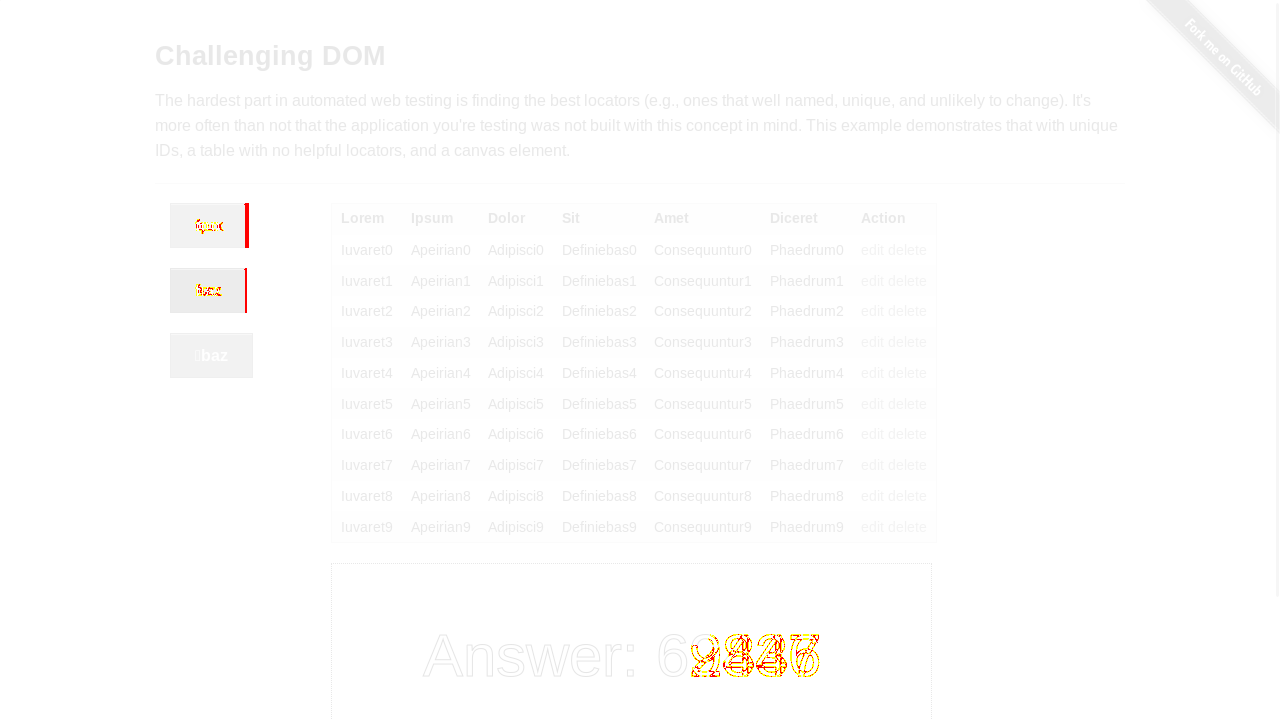 Fork me on GitHub
Challenging DOM
The hardest part in automated web testing is finding the best locators (e.g., ones that well named, unique, and unlikely to change). It's
more often than not that the application you're testing was not built with this concept in mind. This example demonstrates that with unique
IDs, a table with no helpful locators, and a canvas element.
baz
Lorem Ipsum Dolor Sit Amet Diceret Action
Iuvaret0 Apeirian0 Adipisci0 Definiebas0 Consequuntur0 Phaedrum0 edit delete
Iuvaret1 Apeirian1 Adipisci1 Definiebas1 Consequuntur1 Phaedrum1 edit delete
Iuvaret2 Apeirian2 Adipisci2 Definiebas2 Consequuntur2 Phaedrum2 edit delete
Iuvaret3 Apeirian3 Adipisci3 Definiebas3 Consequuntur3 Phaedrum3 edit delete
Iuvaret4 Apeirian4 Adipisci4 Definiebas4 Consequuntur4 Phaedrum4 edit delete
Iuvaret5 Apeirian5 Adipisci5 Definiebas5 Consequuntur5 Phaedrum5 edit delete
Iuvaret6 Apeirian6 Adipisci6 Definiebas6 Consequuntur6 Phaedrum6 edit delete
Iuvaret7 Apeirian7 Adipisci7 Definiebas7 Consequuntur7 Phaedrum7 edit delete
Iuvaret8 Apeirian8 Adipisci8 Definiebas8 Consequuntur8 Phaedrum8 edit delete
Iuvaret9 Apeirian9 Adipisci9 Definiebas9 Consequuntur9 Phaedrum9 edit delete
Answer: